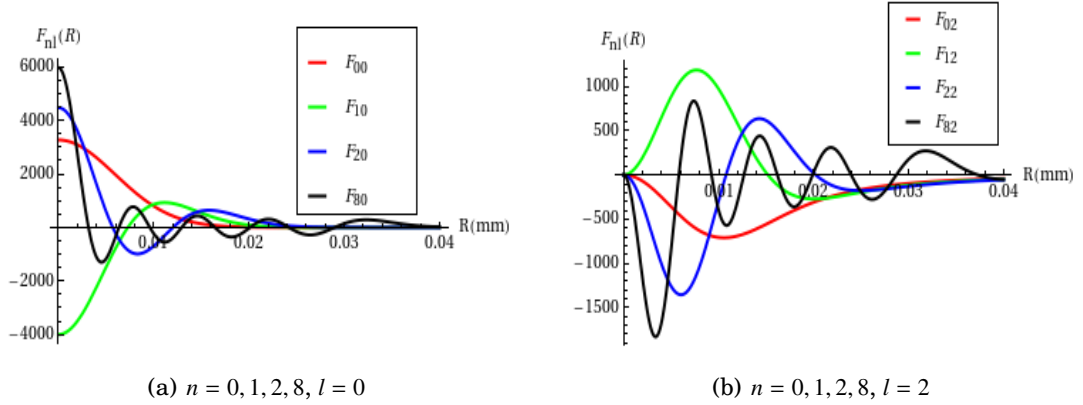 F_nl(R)
6000
4000
2000
−2000
−4000
0.01
0.02
0.03
0.04
R(mm)
F_00
F_10
F_20
F_80
(a) n = 0, 1, 2, 8, l = 0
F_nl(R)
1000
500
−500
−1000
−1500
0.01
0.02
0.03
0.04
R(mm)
F_02
F_12
F_22
F_82
(b) n = 0, 1, 2, 8, l = 2